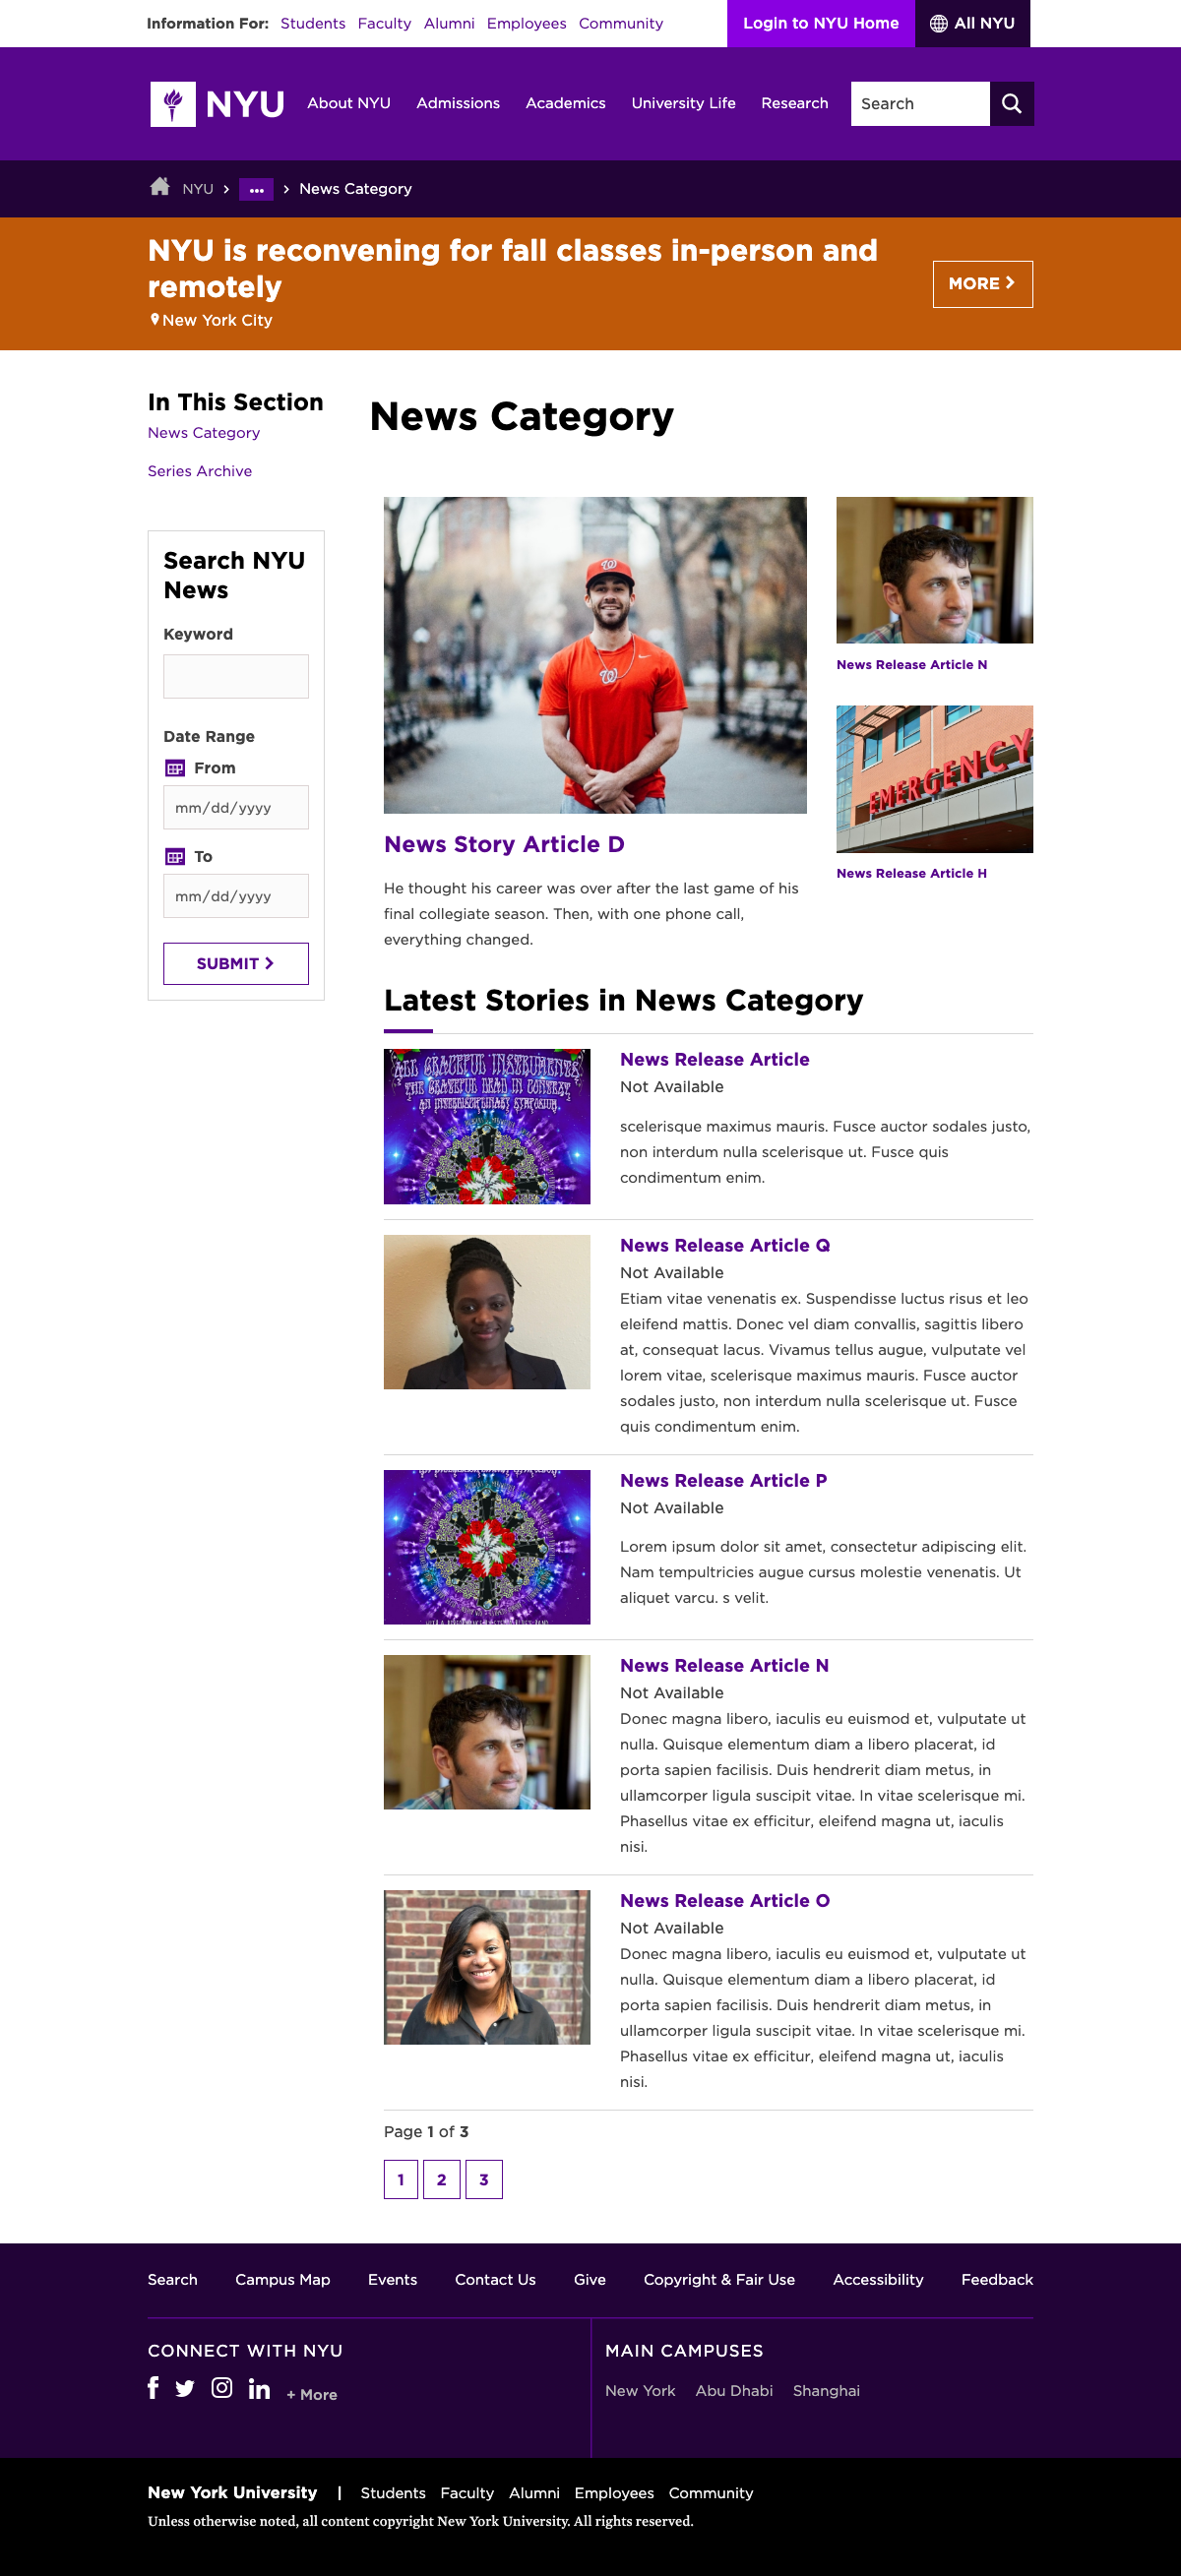 Information For: Students Faculty Alumni Employees Community
Login to NYU Home
All NYU
NYU
About NYU Admissions Academics University Life Research
Search
NYU › ... › News Category
NYU is reconvening for fall classes in-person and
remotely
New York City
MORE
In This Section
News Category
Series Archive
Search NYU
News
Keyword
Date Range
From
mm/dd/yyyy
To
mm/dd/yyyy
SUBMIT
News Category
W
W
News Story Article D
He thought his career was over after the last game of his
final collegiate season. Then, with one phone call,
everything changed.
News Release Article N
EMERGENCY
News Release Article H
Latest Stories in News Category
ALL GRATEFUL INSTRUMENTS
THE GRATEFUL DEAD IN CONTEXT,
AN INTERDISCIPLINARY SYMPOSIUM
News Release Article
Not Available
scelerisque maximus mauris. Fusce auctor sodales justo,
non interdum nulla scelerisque ut. Fusce quis
condimentum enim.
News Release Article Q
Not Available
Etiam vitae venenatis ex. Suspendisse luctus risus et leo
eleifend mattis. Donec vel diam convallis, sagittis libero
at, consequat lacus. Vivamus tellus augue, vulputate vel
lorem vitae, scelerisque maximus mauris. Fusce auctor
sodales justo, non interdum nulla scelerisque ut. Fusce
quis condimentum enim.
News Release Article P
Not Available
Lorem ipsum dolor sit amet, consectetur adipiscing elit.
Nam tempultricies augue cursus molestie venenatis. Ut
aliquet varcu. s velit.
News Release Article N
Not Available
Donec magna libero, iaculis eu euismod et, vulputate ut
nulla. Quisque elementum diam a libero placerat, id
porta sapien facilisis. Duis hendrerit diam metus, in
ullamcorper ligula suscipit vitae. In vitae scelerisque mi.
Phasellus vitae ex efficitur, eleifend magna ut, iaculis
nisi.
News Release Article O
Not Available
Donec magna libero, iaculis eu euismod et, vulputate ut
nulla. Quisque elementum diam a libero placerat, id
porta sapien facilisis. Duis hendrerit diam metus, in
ullamcorper ligula suscipit vitae. In vitae scelerisque mi.
Phasellus vitae ex efficitur, eleifend magna ut, iaculis
nisi.
Page 1 of 3
1 2 3
Search Campus Map Events Contact Us Give Copyright & Fair Use Accessibility Feedback
CONNECT WITH NYU
+ More
MAIN CAMPUSES
New York Abu Dhabi Shanghai
New York University | Students Faculty Alumni Employees Community
Unless otherwise noted, all content copyright New York University. All rights reserved.